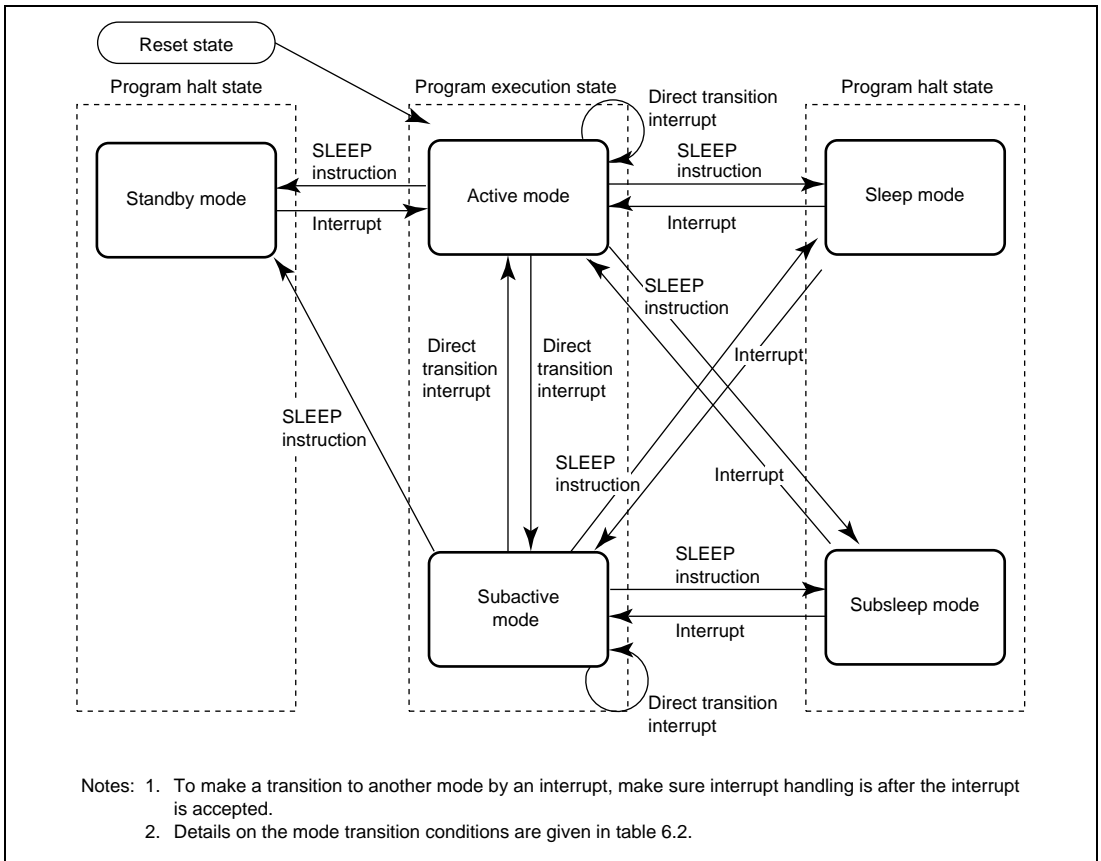 Reset state
Program halt state
Program execution state
Program halt state
Direct transition
interrupt
SLEEP
instruction
SLEEP
instruction
Standby mode
Active mode
Sleep mode
Interrupt
Interrupt
SLEEP
instruction
Direct
transition
interrupt
Direct
transition
interrupt
Interrupt
SLEEP
instruction
SLEEP
instruction
Interrupt
SLEEP
instruction
Subactive
mode
Subsleep mode
Interrupt
Direct transition
interrupt
Notes: 1. To make a transition to another mode by an interrupt, make sure interrupt handling is after the interrupt
is accepted.
2. Details on the mode transition conditions are given in table 6.2.